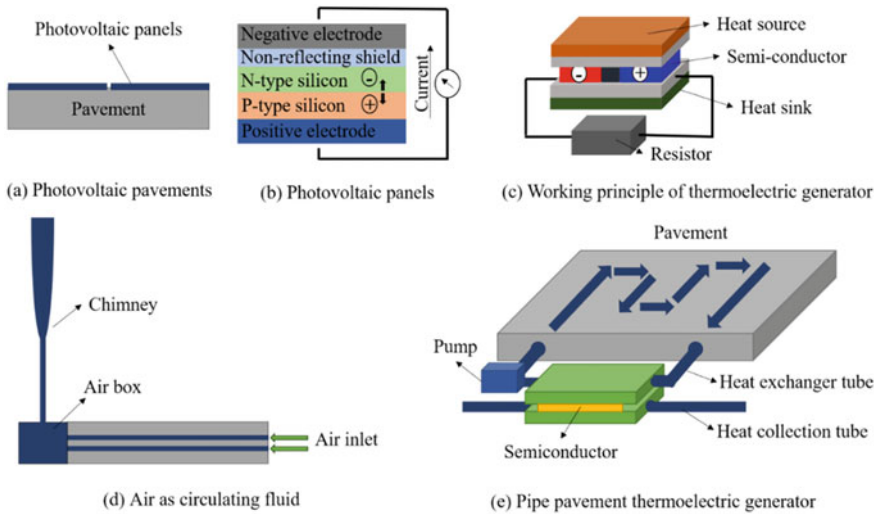 Photovoltaic panels
Pavement
(a) Photovoltaic pavements
Negative electrode
Non-reflecting shield
N-type silicon -
P-type silicon +
Positive electrode
Current
(b) Photovoltaic panels
Heat source
Semi-conductor
- +
Heat sink
Resistor
(c) Working principle of thermoelectric generator
Chimney
Air box
Air inlet
(d) Air as circulating fluid
Pavement
Pump
Heat exchanger tube
Heat collection tube
Semiconductor
(e) Pipe pavement thermoelectric generator